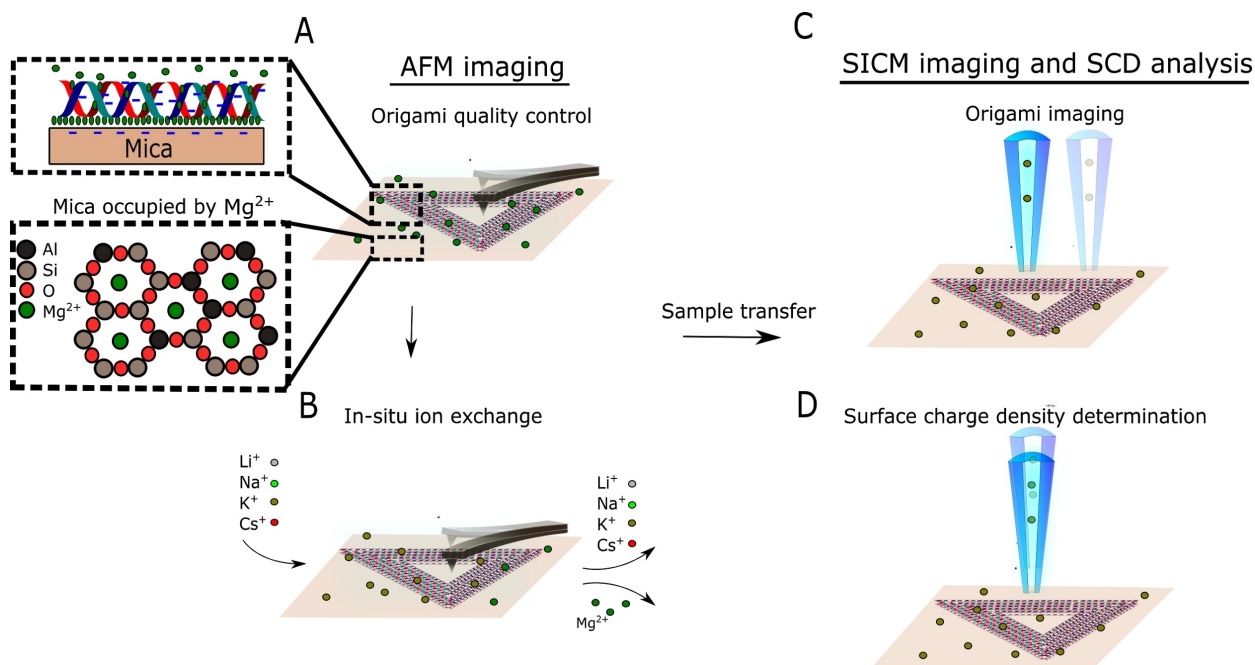 A
AFM imaging
Origami quality control
Mica
Mica occupied by Mg²⁺
Al
Si
O
Mg²⁺
B
In-situ ion exchange
Li⁺
Na⁺
K⁺
Cs⁺
Li⁺
Na⁺
K⁺
Cs⁺
Mg²⁺
Sample transfer
C
SICM imaging and SCD analysis
Origami imaging
D
Surface charge density determination